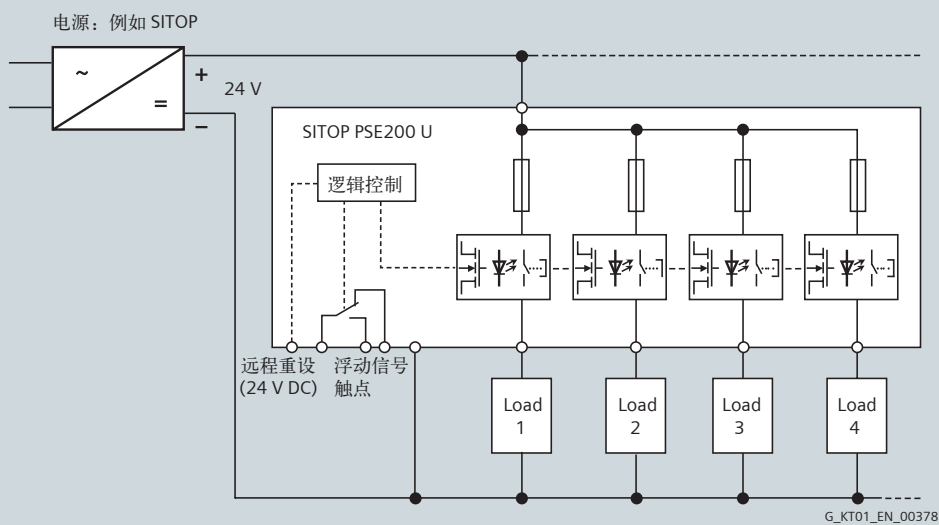 电源：例如 SITOP
~
=
+
24 V
−
SITOP PSE200 U
逻辑控制
远程重设
(24 V DC)
浮动信号
触点
Load
1
Load
2
Load
3
Load
4
G_KT01_EN_00378